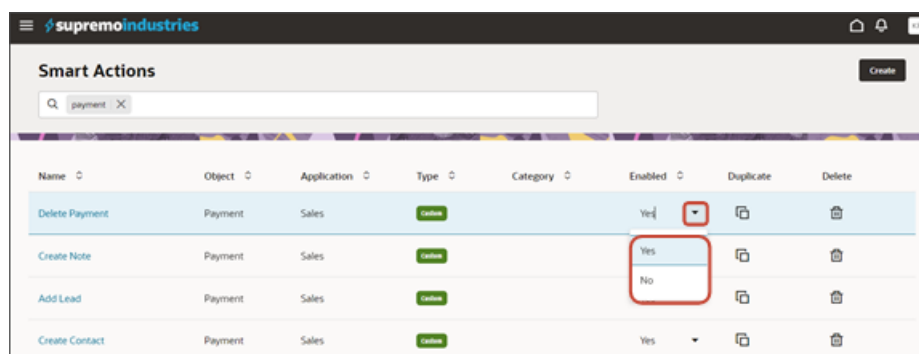 supremoindustries
Smart Actions
Create
payment
Name Object Application Type Category Enabled Duplicate Delete
Delete Payment Payment Sales Custom Yes
Yes
Create Note Payment Sales Custom
No
Add Lead Payment Sales Custom
Create Contact Payment Sales Custom Yes